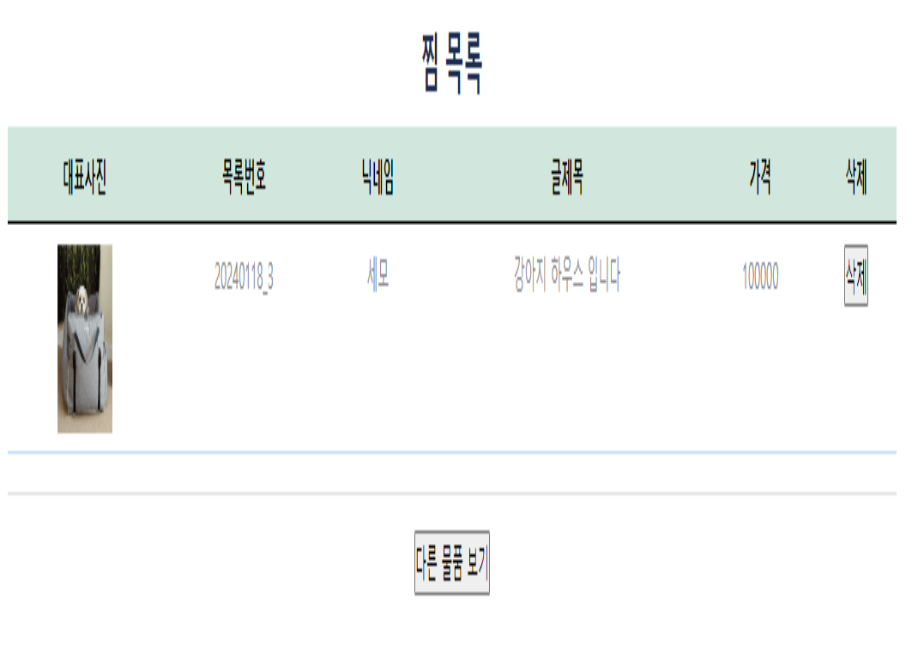 찜 목록
대표사진 목록번호 닉네임 글제목 가격 삭제
20240118_3 세모 강아지 하우스 입니다 100000 삭제
다른 물품 보기